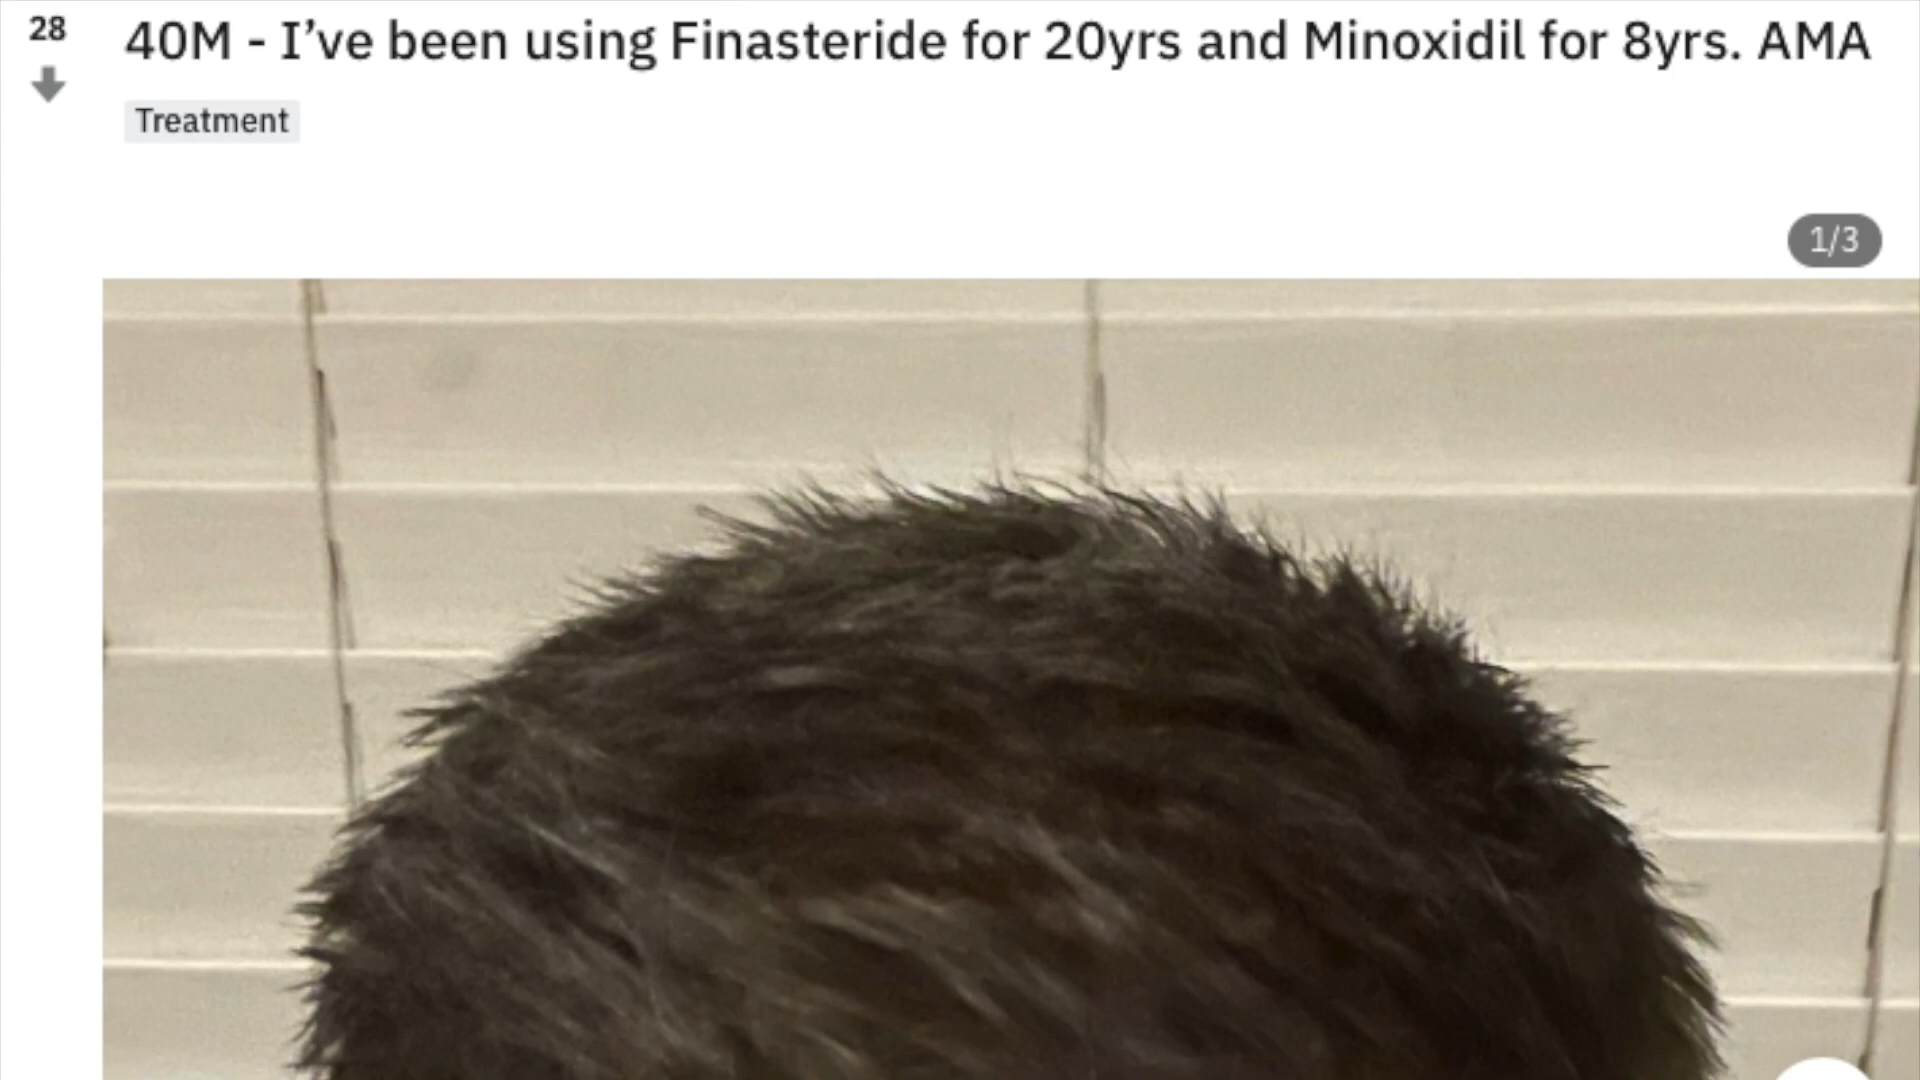 28
40M - I’ve been using Finasteride for 20yrs and Minoxidil for 8yrs. AMA
Treatment
1/3